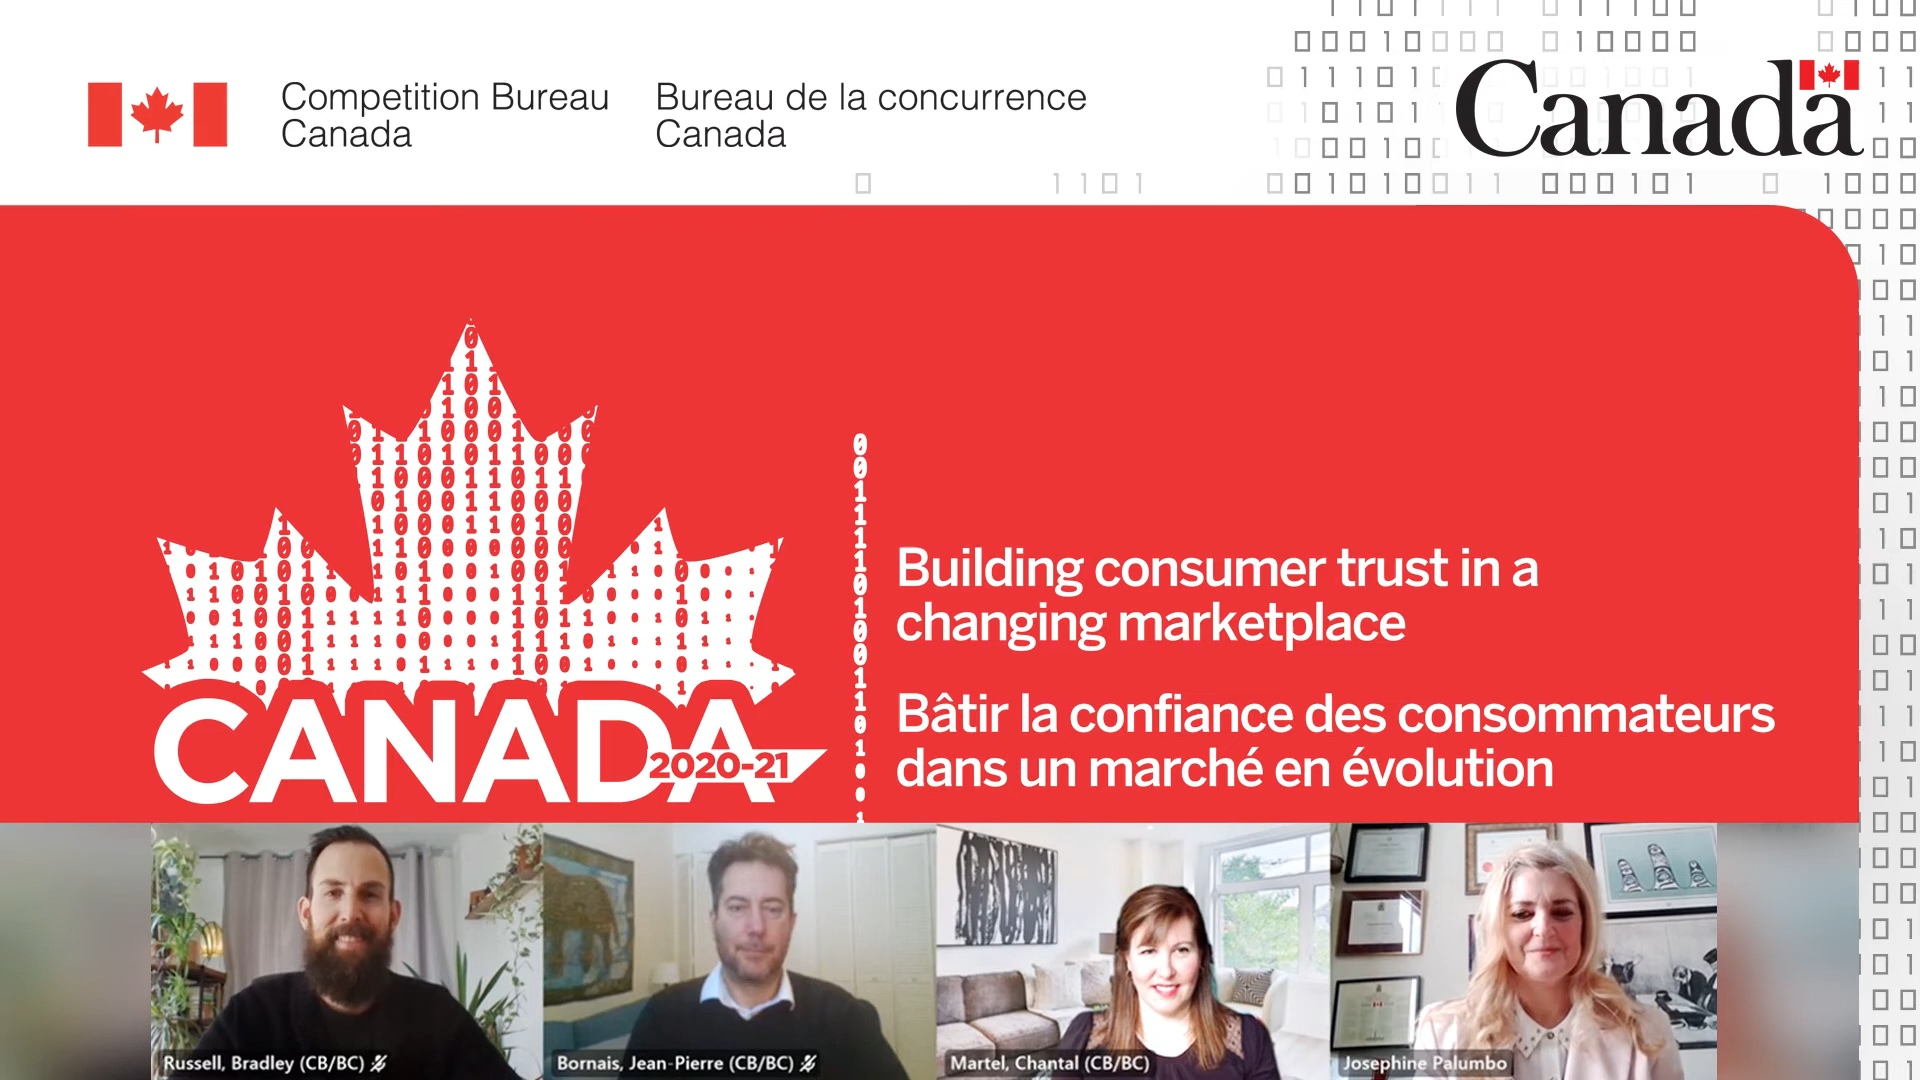 Competition Bureau
Canada
Bureau de la concurrence
Canada
Canada
CANADA
2020-21
Building consumer trust in a
changing marketplace
Bâtir la confiance des consommateurs
dans un marché en évolution
Russell, Bradley (CB/BC)
Bornais, Jean-Pierre (CB/BC)
Martel, Chantal (CB/BC)
Josephine Palumbo